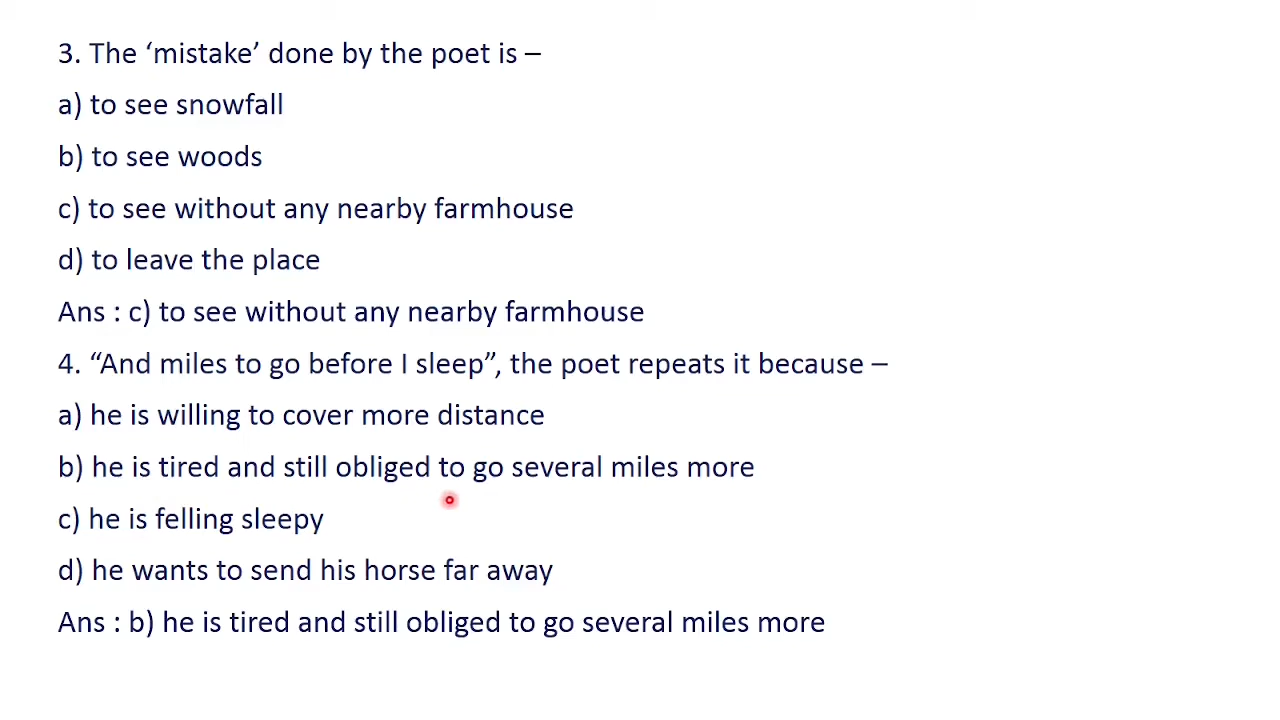 3. The ‘mistake’ done by the poet is –
a) to see snowfall
b) to see woods
c) to see without any nearby farmhouse
d) to leave the place
Ans : c) to see without any nearby farmhouse
4. “And miles to go before I sleep”, the poet repeats it because –
a) he is willing to cover more distance
b) he is tired and still obliged to go several miles more
c) he is felling sleepy
d) he wants to send his horse far away
Ans : b) he is tired and still obliged to go several miles more